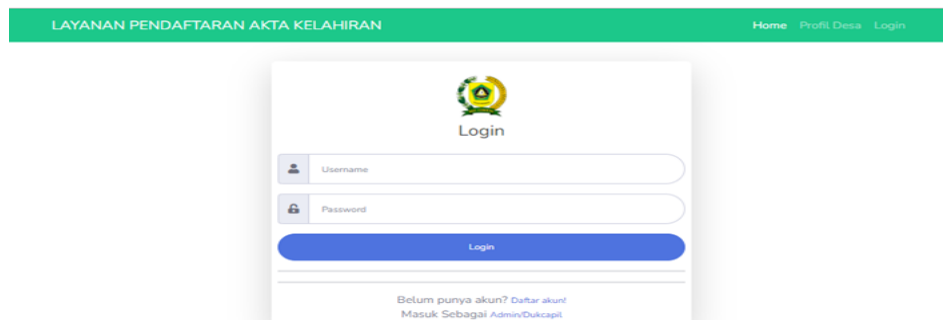 LAYANAN PENDAFTARAN AKTA KELAHIRAN
Home Profil Desa Login
Login
Username
Password
Login
Belum punya akun? Daftar akun!
Masuk Sebagai Admin/Dukcapil